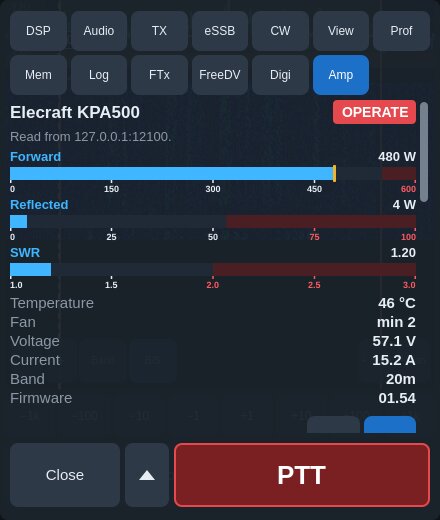 DSP Audio TX eSSB CW View Prof
Mem Log FTx FreeDV Digi Amp
Elecraft KPA500 OPERATE
Read from 127.0.0.1:12100.
Forward 480 W
0 150 300 450 600
Reflected 4 W
0 25 50 75 100
SWR 1.20
1.0 1.5 2.0 2.5 3.0
Temperature 46 °C
Fan min 2
Voltage 57.1 V
Current 15.2 A
Band 20m
Firmware 01.54
Close PTT